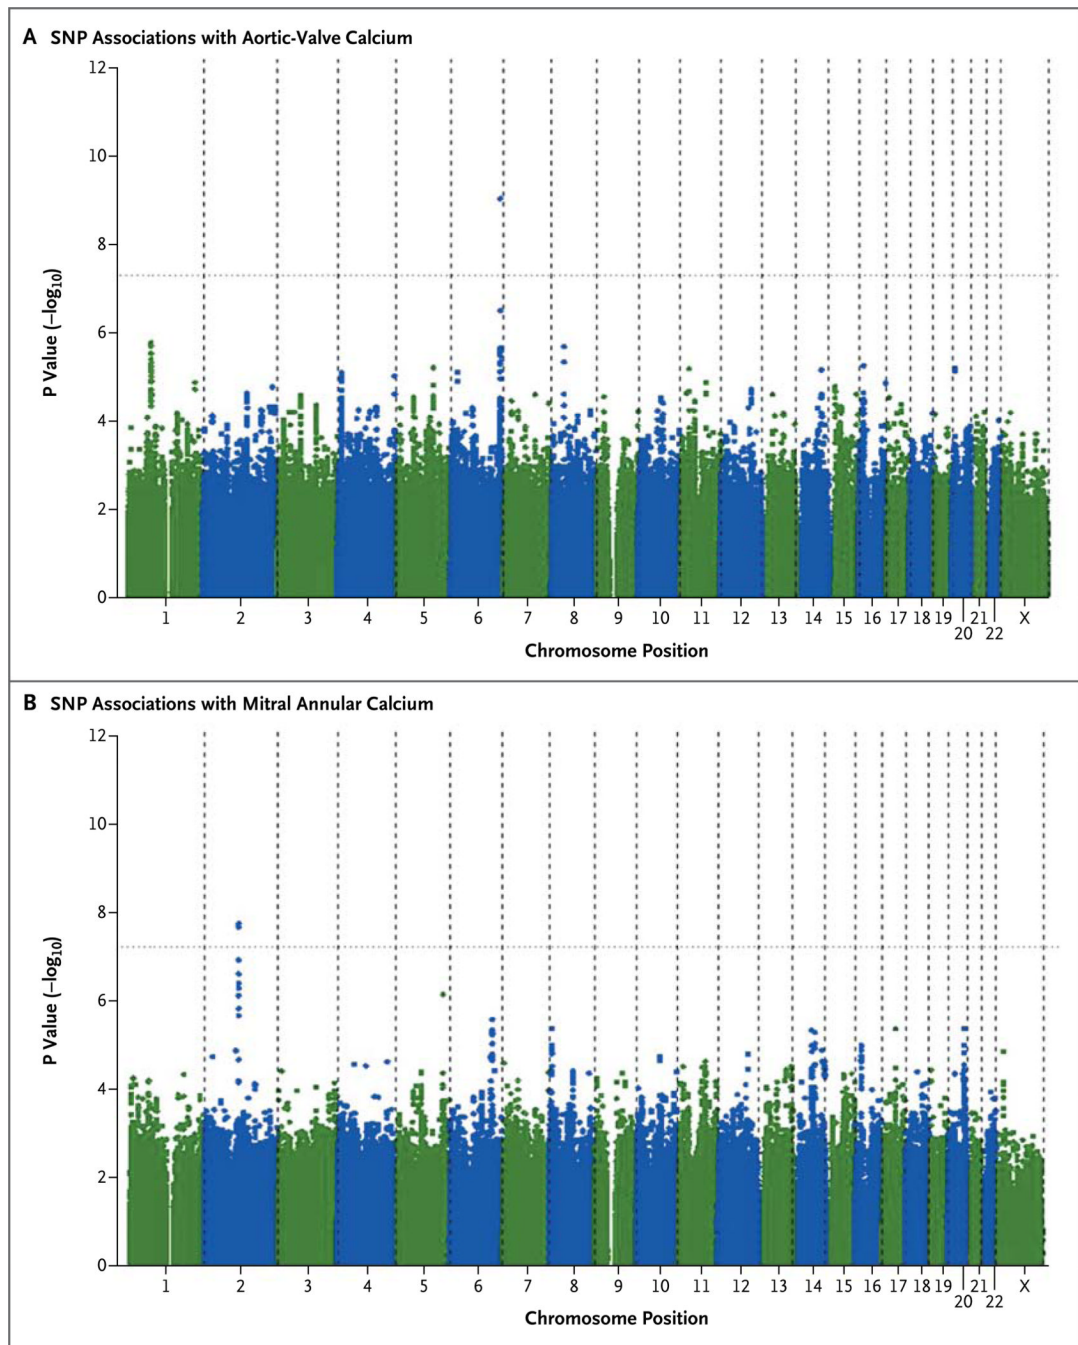 A SNP Associations with Aortic-Valve Calcium
12
10
8
6
4
2
0
P Value (−log10)
1 2 3 4 5 6 7 8 9 10 11 12 13 14 15 16 17 18 19 20 21 22 X
Chromosome Position
B SNP Associations with Mitral Annular Calcium
12
10
8
6
4
2
0
P Value (−log10)
1 2 3 4 5 6 7 8 9 10 11 12 13 14 15 16 17 18 19 20 21 22 X
Chromosome Position